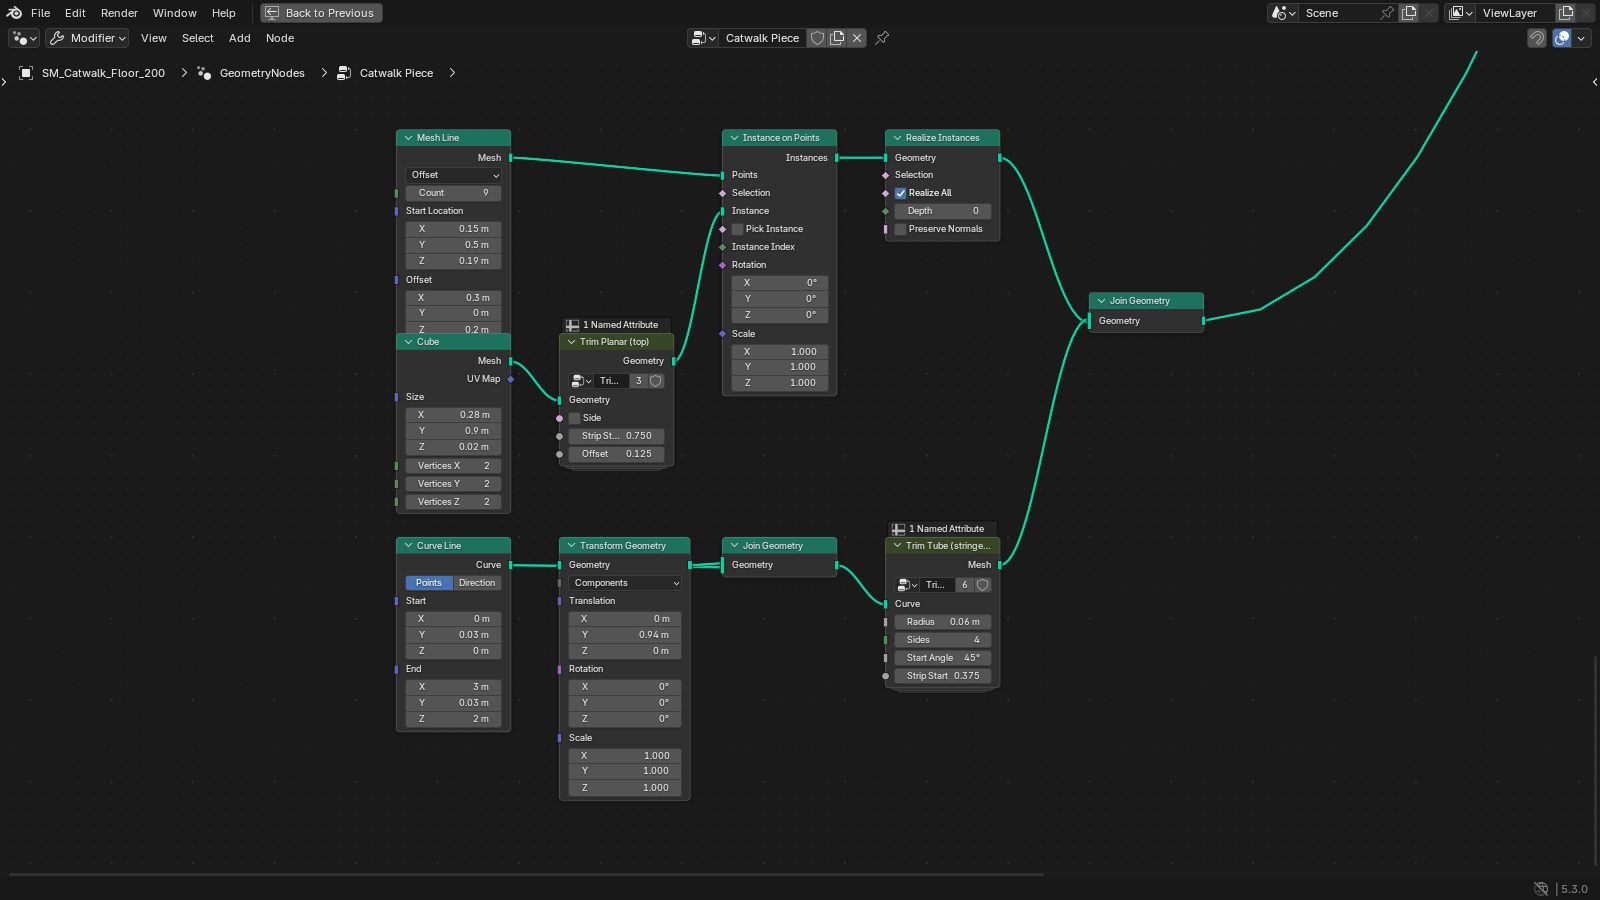 File Edit Render Window Help Back to Previous Scene ViewLayer
Modifier View Select Add Node Catwalk Piece
SM_Catwalk_Floor_200 GeometryNodes Catwalk Piece
Mesh Line
Mesh
Offset
Count 9
Start Location
X 0.15 m
Y 0.5 m
Z 0.19 m
Offset
X 0.3 m
Y 0 m
Z 0.2 m
Cube
Mesh
UV Map
Size
X 0.28 m
Y 0.9 m
Z 0.02 m
Vertices X 2
Vertices Y 2
Vertices Z 2
1 Named Attribute
Trim Planar (top)
Geometry
Tri... 3
Geometry
Side
Strip St... 0.750
Offset 0.125
Instance on Points
Instances
Points
Selection
Instance
Pick Instance
Instance Index
Rotation
X 0°
Y 0°
Z 0°
Scale
X 1.000
Y 1.000
Z 1.000
Realize Instances
Geometry
Selection
Realize All
Depth 0
Preserve Normals
Join Geometry
Geometry
Curve Line
Curve
Points Direction
Start
X 0 m
Y 0.03 m
Z 0 m
End
X 3 m
Y 0.03 m
Z 2 m
Transform Geometry
Geometry
Components
Translation
X 0 m
Y 0.94 m
Z 0 m
Rotation
X 0°
Y 0°
Z 0°
Scale
X 1.000
Y 1.000
Z 1.000
Join Geometry
Geometry
1 Named Attribute
Trim Tube (stringe...
Mesh
Tri... 6
Curve
Radius 0.06 m
Sides 4
Start Angle 45°
Strip Start 0.375
5.3.0